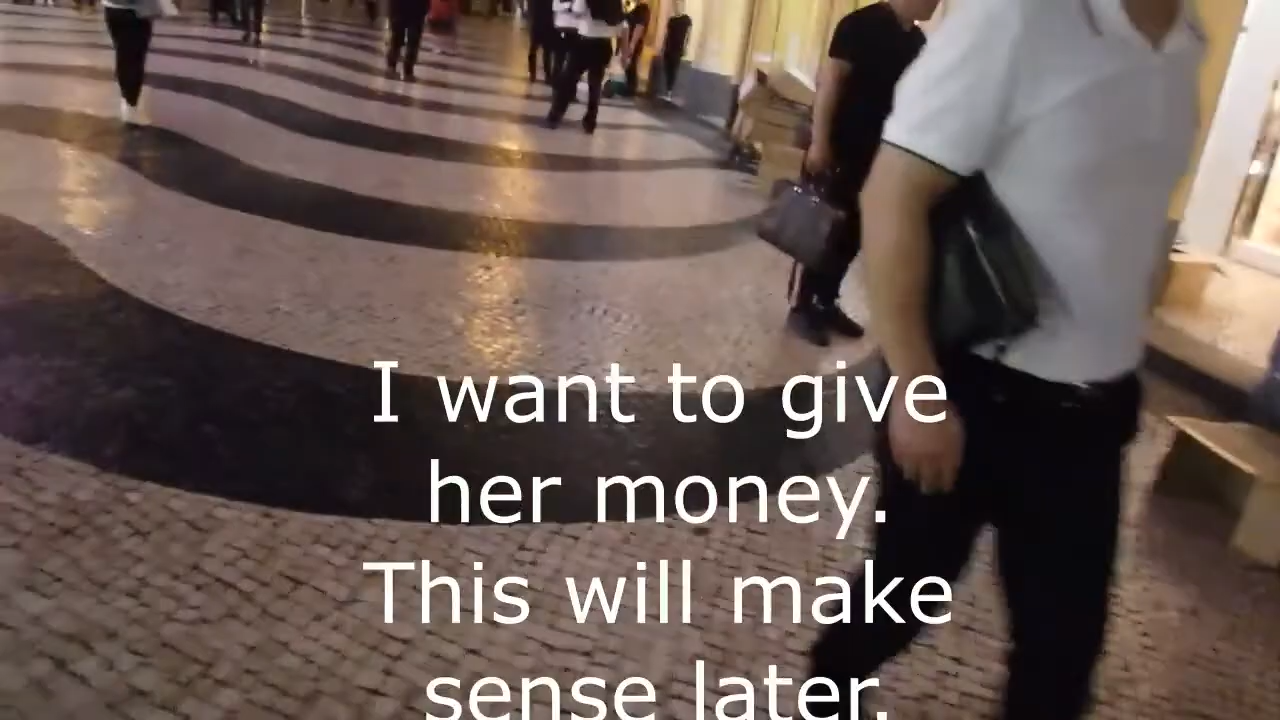 I want to give
her money.
This will make
sense later.